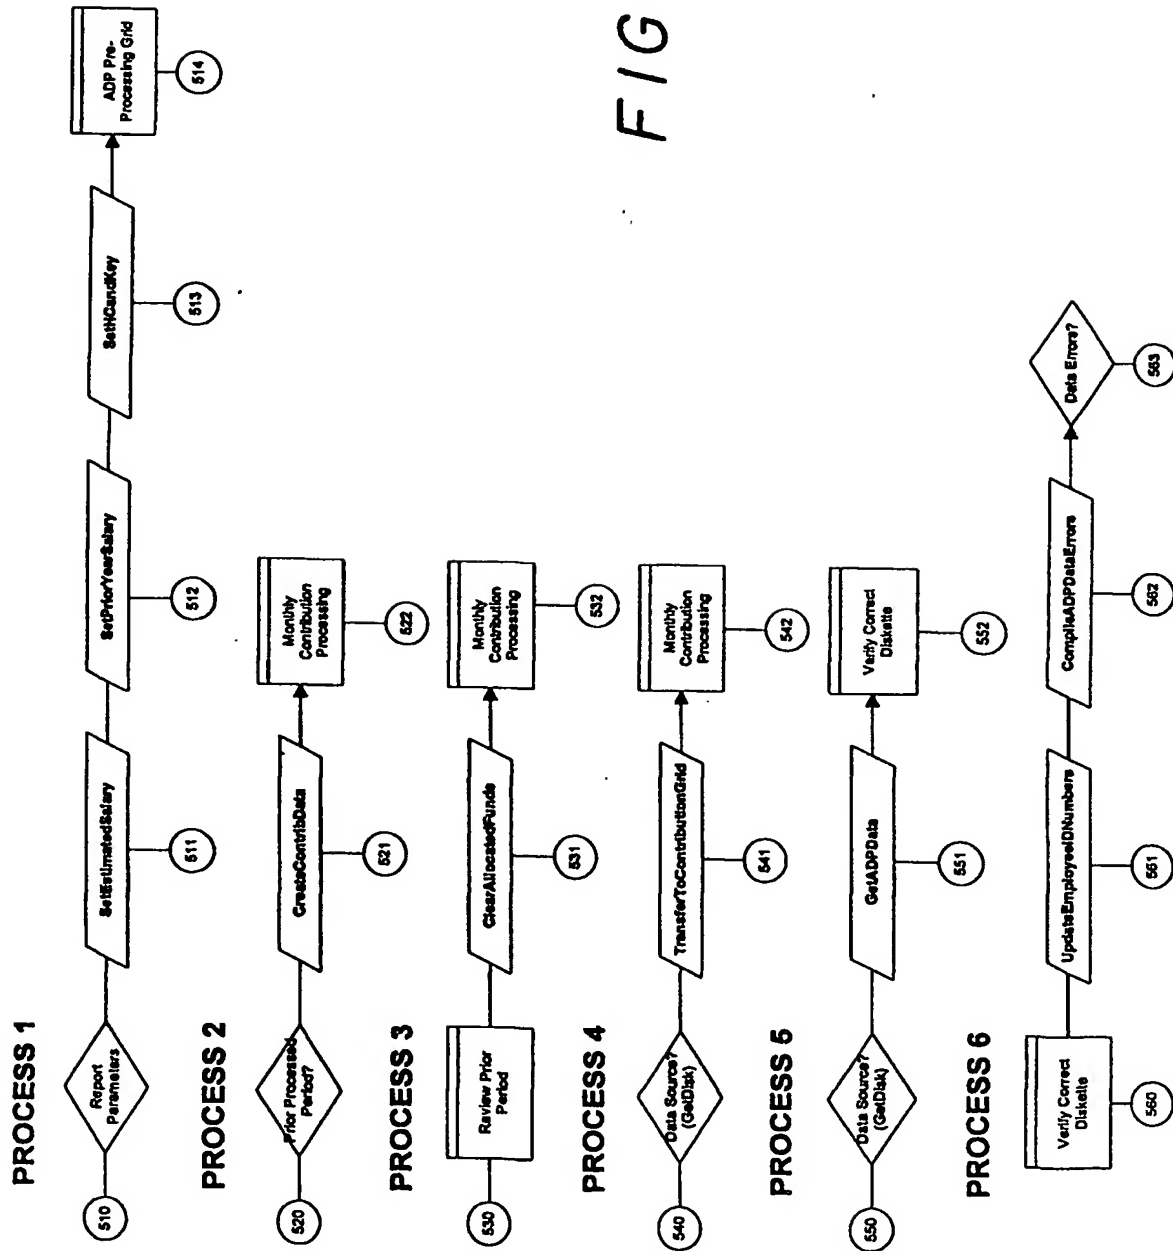 PROCESS 1
510
Report
Parameters
SetEstimatedSalary
511
SetPriorYearSalary
512
SetHCandKey
513
ADP Pre-
Processing Grid
514
PROCESS 2
520
Prior Processed
Period?
CreateContribData
521
Monthly
Contribution
Processing
522
PROCESS 3
530
Review Prior
Period
ClearAllocatedFunds
531
Monthly
Contribution
Processing
532
PROCESS 4
540
Data Source?
(GetDisk)
TransferToContributionGrid
541
Monthly
Contribution
Processing
542
PROCESS 5
550
Data Source?
(GetDisk)
GetADPData
551
Verify Correct
Diskette
552
PROCESS 6
Verify Correct
Diskette
560
UpdateEmployeeIDNumbers
561
CompileADPDataErrors
562
Data Errors?
563
FIG